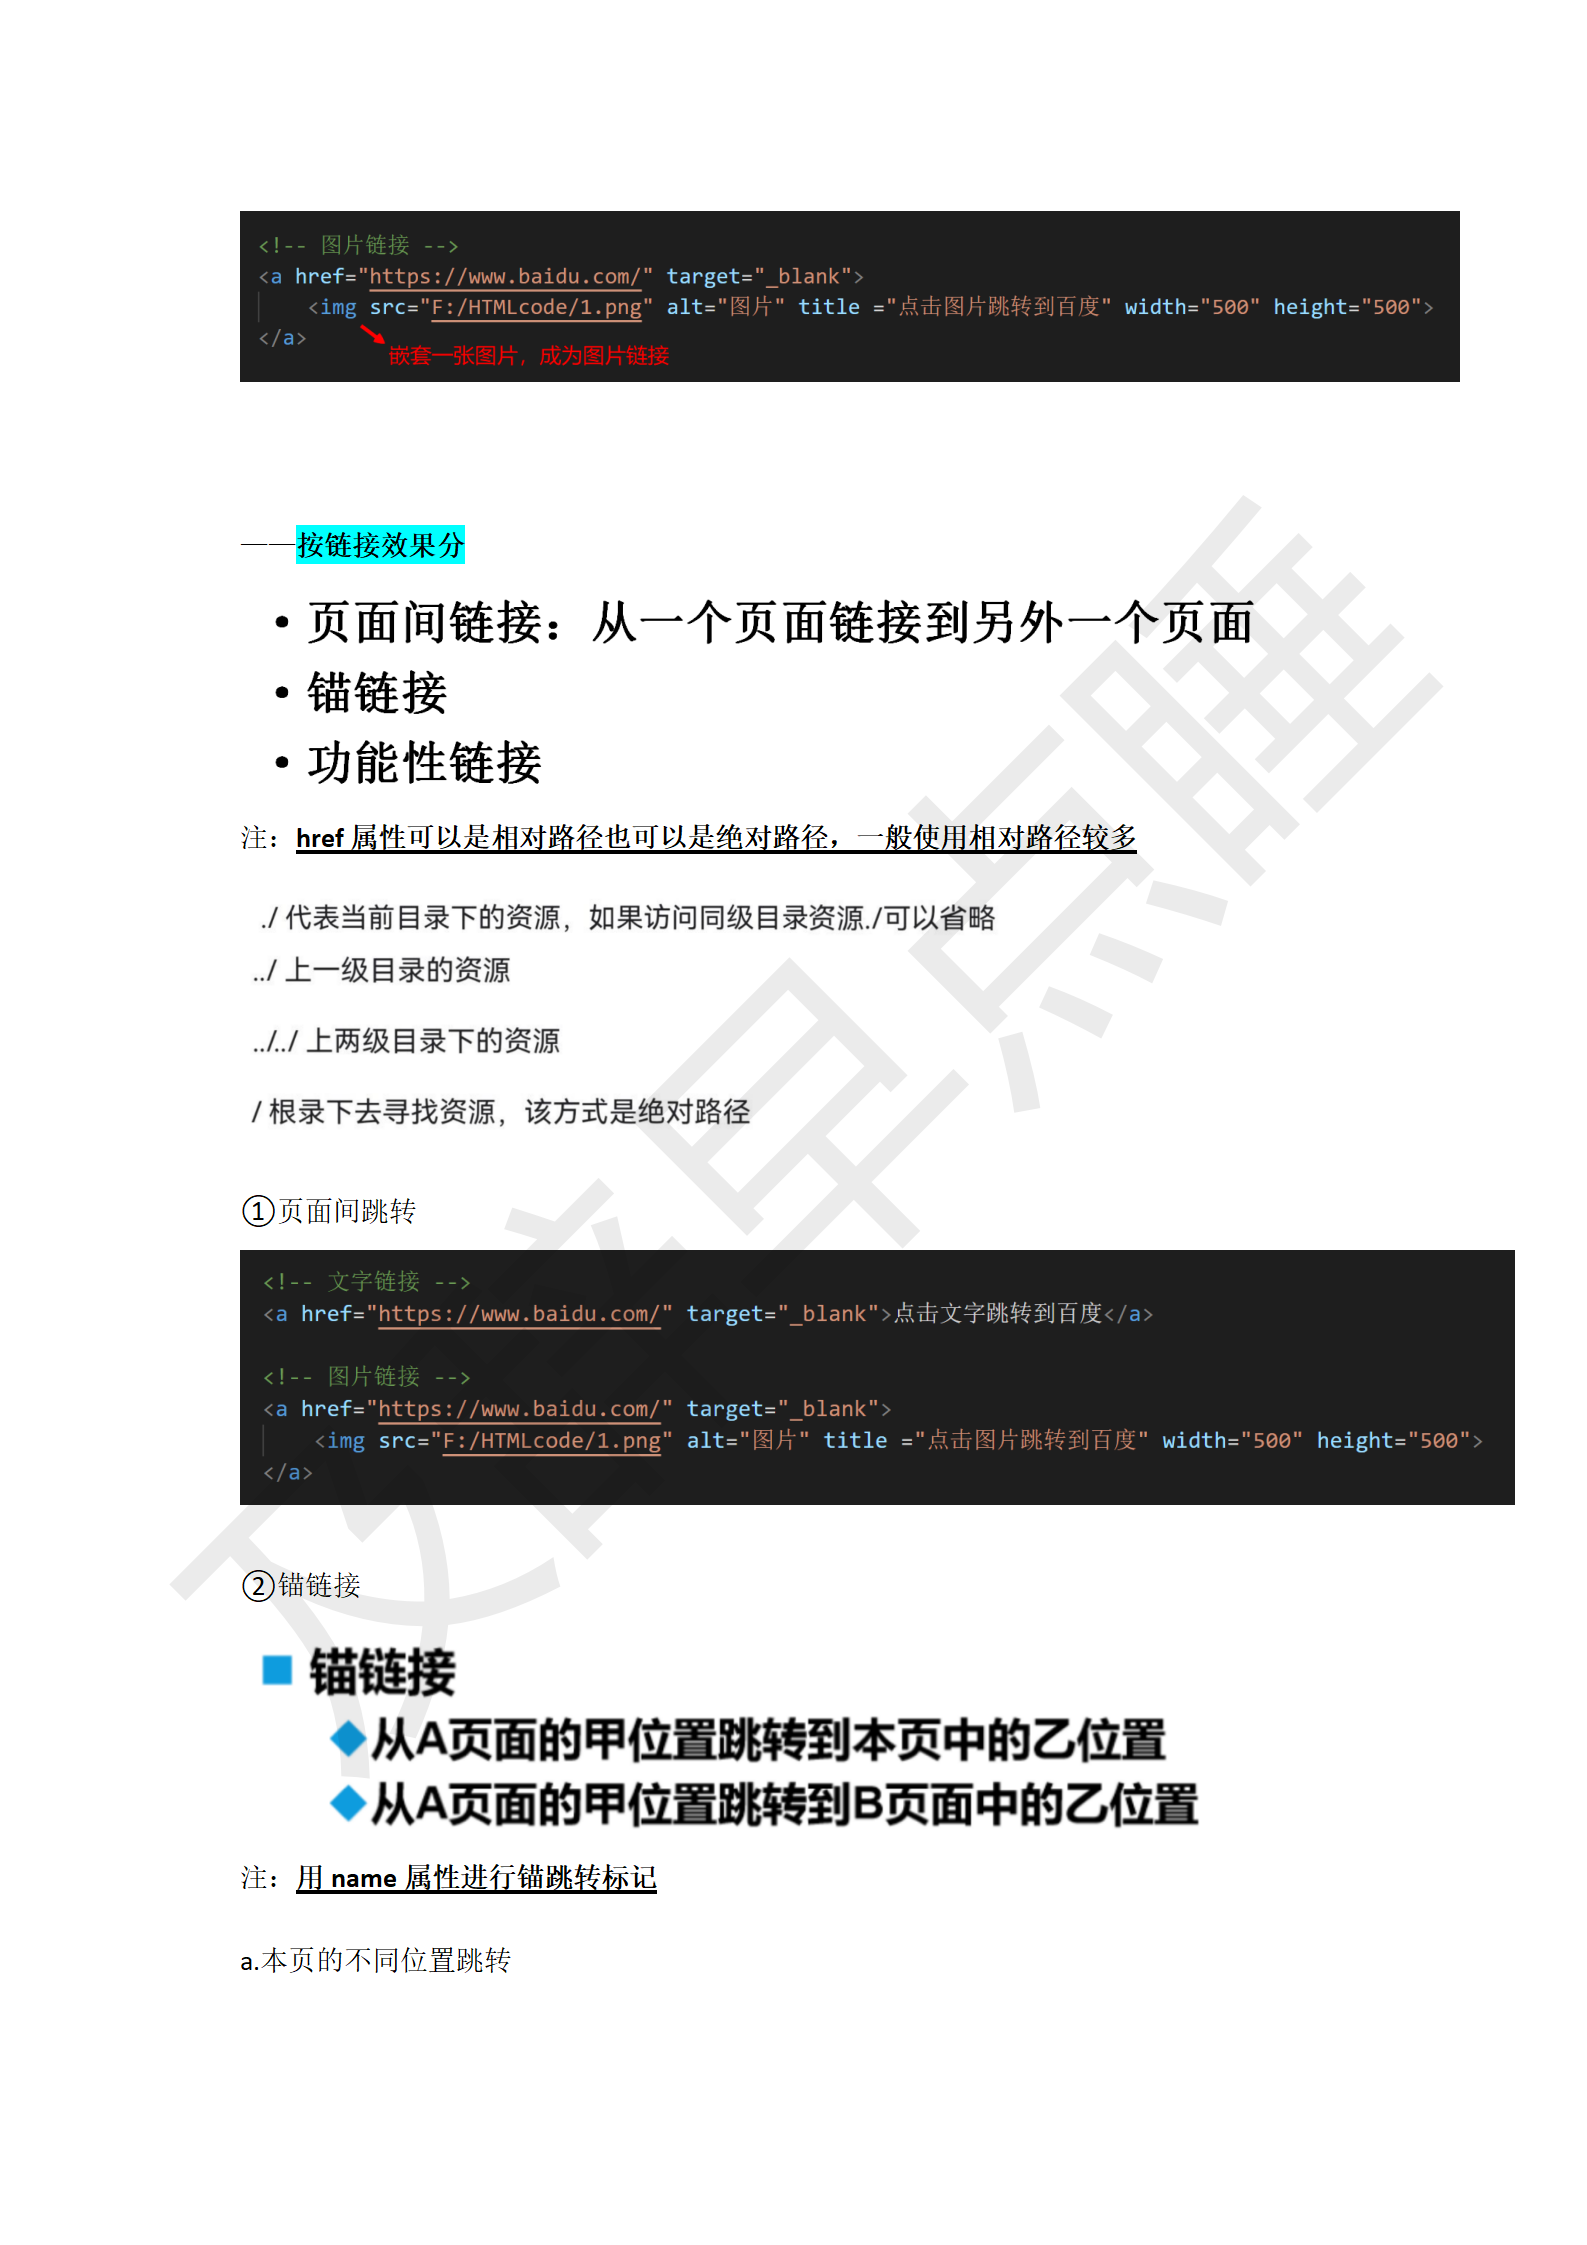 <!-- 图片链接 -->
<a href="https://www.baidu.com/" target="_blank">
<img src="F:/HTMLcode/1.png" alt="图片" title ="点击图片跳转到百度" width="500" height="500">
</a>
嵌套一张图片，成为图片链接
——按链接效果分
• 页面间链接：从一个页面链接到另外一个页面
• 锚链接
• 功能性链接
注：href 属性可以是相对路径也可以是绝对路径，一般使用相对路径较多
./ 代表当前目录下的资源，如果访问同级目录资源./可以省略
../ 上一级目录的资源
../../ 上两级目录下的资源
/ 根录下去寻找资源，该方式是绝对路径
①页面间跳转
<!-- 文字链接 -->
<a href="https://www.baidu.com/" target="_blank">点击文字跳转到百度</a>
<!-- 图片链接 -->
<a href="https://www.baidu.com/" target="_blank">
<img src="F:/HTMLcode/1.png" alt="图片" title ="点击图片跳转到百度" width="500" height="500">
</a>
②锚链接
■ 锚链接
◆从A页面的甲位置跳转到本页中的乙位置
◆从A页面的甲位置跳转到B页面中的乙位置
注：用 name 属性进行锚跳转标记
a.本页的不同位置跳转